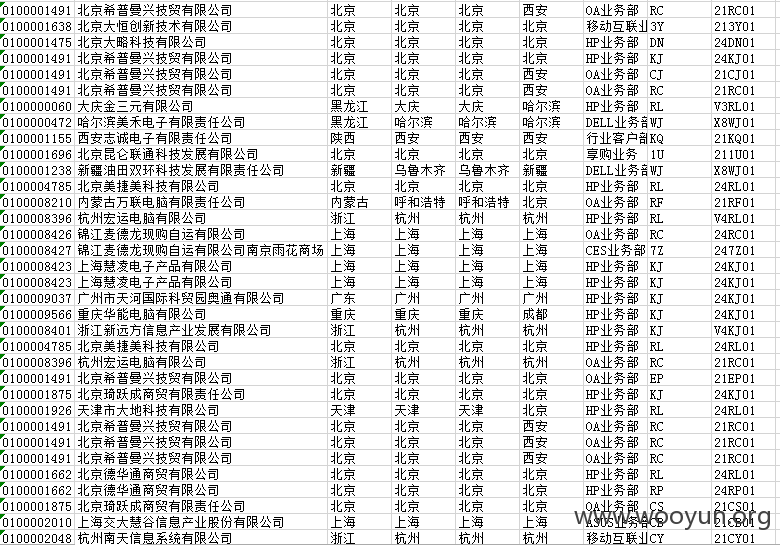 0100001491 北京希普曼兴技贸有限公司 北京 北京 北京 西安 OA业务部 RC 21RC01
0100001638 北京大恒创新技术有限公司 北京 北京 北京 北京 移动互联业 3Y 213Y01
0100001475 北京大略科技有限公司 北京 北京 北京 北京 HP业务部 DN 24DN01
0100001491 北京希普曼兴技贸有限公司 北京 北京 北京 北京 HP业务部 KJ 24KJ01
0100001491 北京希普曼兴技贸有限公司 北京 北京 北京 西安 OA业务部 CJ 21CJ01
0100001491 北京希普曼兴技贸有限公司 北京 北京 北京 西安 OA业务部 RC 21RC01
0100000060 大庆金三元有限公司 黑龙江 大庆 大庆 哈尔滨 HP业务部 RL V3RL01
0100000472 哈尔滨美禾电子有限责任公司 黑龙江 哈尔滨 哈尔滨 哈尔滨 DELL业务部 WJ X8WJ01
0100001155 西安志诚电子有限责任公司 陕西 西安 西安 西安 行业客户部 KQ 21KQ01
0100001696 北京昆仑联通科技发展有限公司 北京 北京 北京 北京 享购业务 1U 211U01
0100001238 新疆油田双环科技发展有限责任公司 新疆 乌鲁木齐 乌鲁木齐 新疆 DELL业务部 WJ X8WJ01
0100004785 北京美捷美科技有限公司 北京 北京 北京 北京 HP业务部 RL 24RL01
0100008210 内蒙古万联电脑有限责任公司 内蒙古 呼和浩特 呼和浩特 北京 OA业务部 RF 21RF01
0100008396 杭州宏运电脑有限公司 浙江 杭州 杭州 杭州 HP业务部 RL V4RL01
0100008426 锦江麦德龙现购自运有限公司 上海 上海 上海 上海 OA业务部 RC 24RC01
0100008427 锦江麦德龙现购自运有限公司南京雨花商场 上海 上海 上海 上海 CES业务部 7Z 247Z01
0100008423 上海慧凌电子产品有限公司 上海 上海 上海 上海 HP业务部 KJ 24KJ01
0100008423 上海慧凌电子产品有限公司 上海 上海 上海 上海 HP业务部 KJ 24KJ01
0100009037 广州市天河国际科贸园奥通有限公司 广东 广州 广州 广州 HP业务部 KJ 24KJ01
0100009566 重庆华能电脑有限公司 重庆 重庆 重庆 成都 HP业务部 KJ 24KJ01
0100008401 浙江新远方信息产业发展有限公司 浙江 杭州 杭州 杭州 HP业务部 KJ V4KJ01
0100004785 北京美捷美科技有限公司 北京 北京 北京 北京 HP业务部 RL 24RL01
0100008396 杭州宏运电脑有限公司 浙江 杭州 杭州 杭州 OA业务部 RC 21RC01
0100001491 北京希普曼兴技贸有限公司 北京 北京 北京 北京 OA业务部 EP 21EP01
0100001875 北京琦跃成商贸有限责任公司 北京 北京 北京 北京 HP业务部 KJ 24KJ01
0100001926 天津市大地科技有限公司 天津 天津 天津 北京 HP业务部 RL 24RL01
0100001491 北京希普曼兴技贸有限公司 北京 北京 北京 西安 OA业务部 RC 21RC01
0100001491 北京希普曼兴技贸有限公司 北京 北京 北京 西安 OA业务部 RC 21RC01
0100001491 北京希普曼兴技贸有限公司 北京 北京 北京 西安 OA业务部 RC 21RC01
0100001662 北京德华通商贸有限公司 北京 北京 北京 北京 HP业务部 RL 24RL01
0100001662 北京德华通商贸有限公司 北京 北京 北京 北京 HP业务部 RP 24RP01
0100001875 北京琦跃成商贸有限责任公司 北京 北京 北京 北京 OA业务部 CS 21CS01
0100002010 上海交大慧谷信息产业股份有限公司 上海 上海 上海 上海 ASUS业务部
0100002048 杭州南天信息系统有限公司 浙江 杭州 杭州 杭州 移动互联业 CY 21CY01
www.wooyun.org